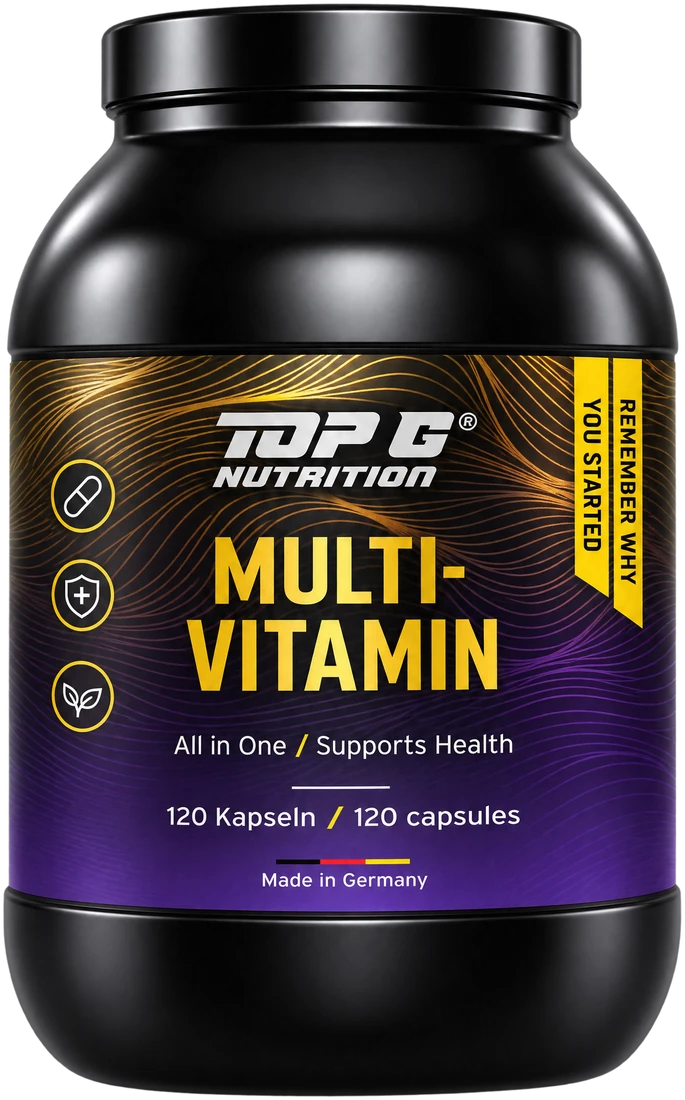 TOP G®
NUTRITION
REMEMBER WHY
YOU STARTED
MULTI-
VITAMIN
All in One / Supports Health
120 Kapseln / 120 capsules
Made in Germany